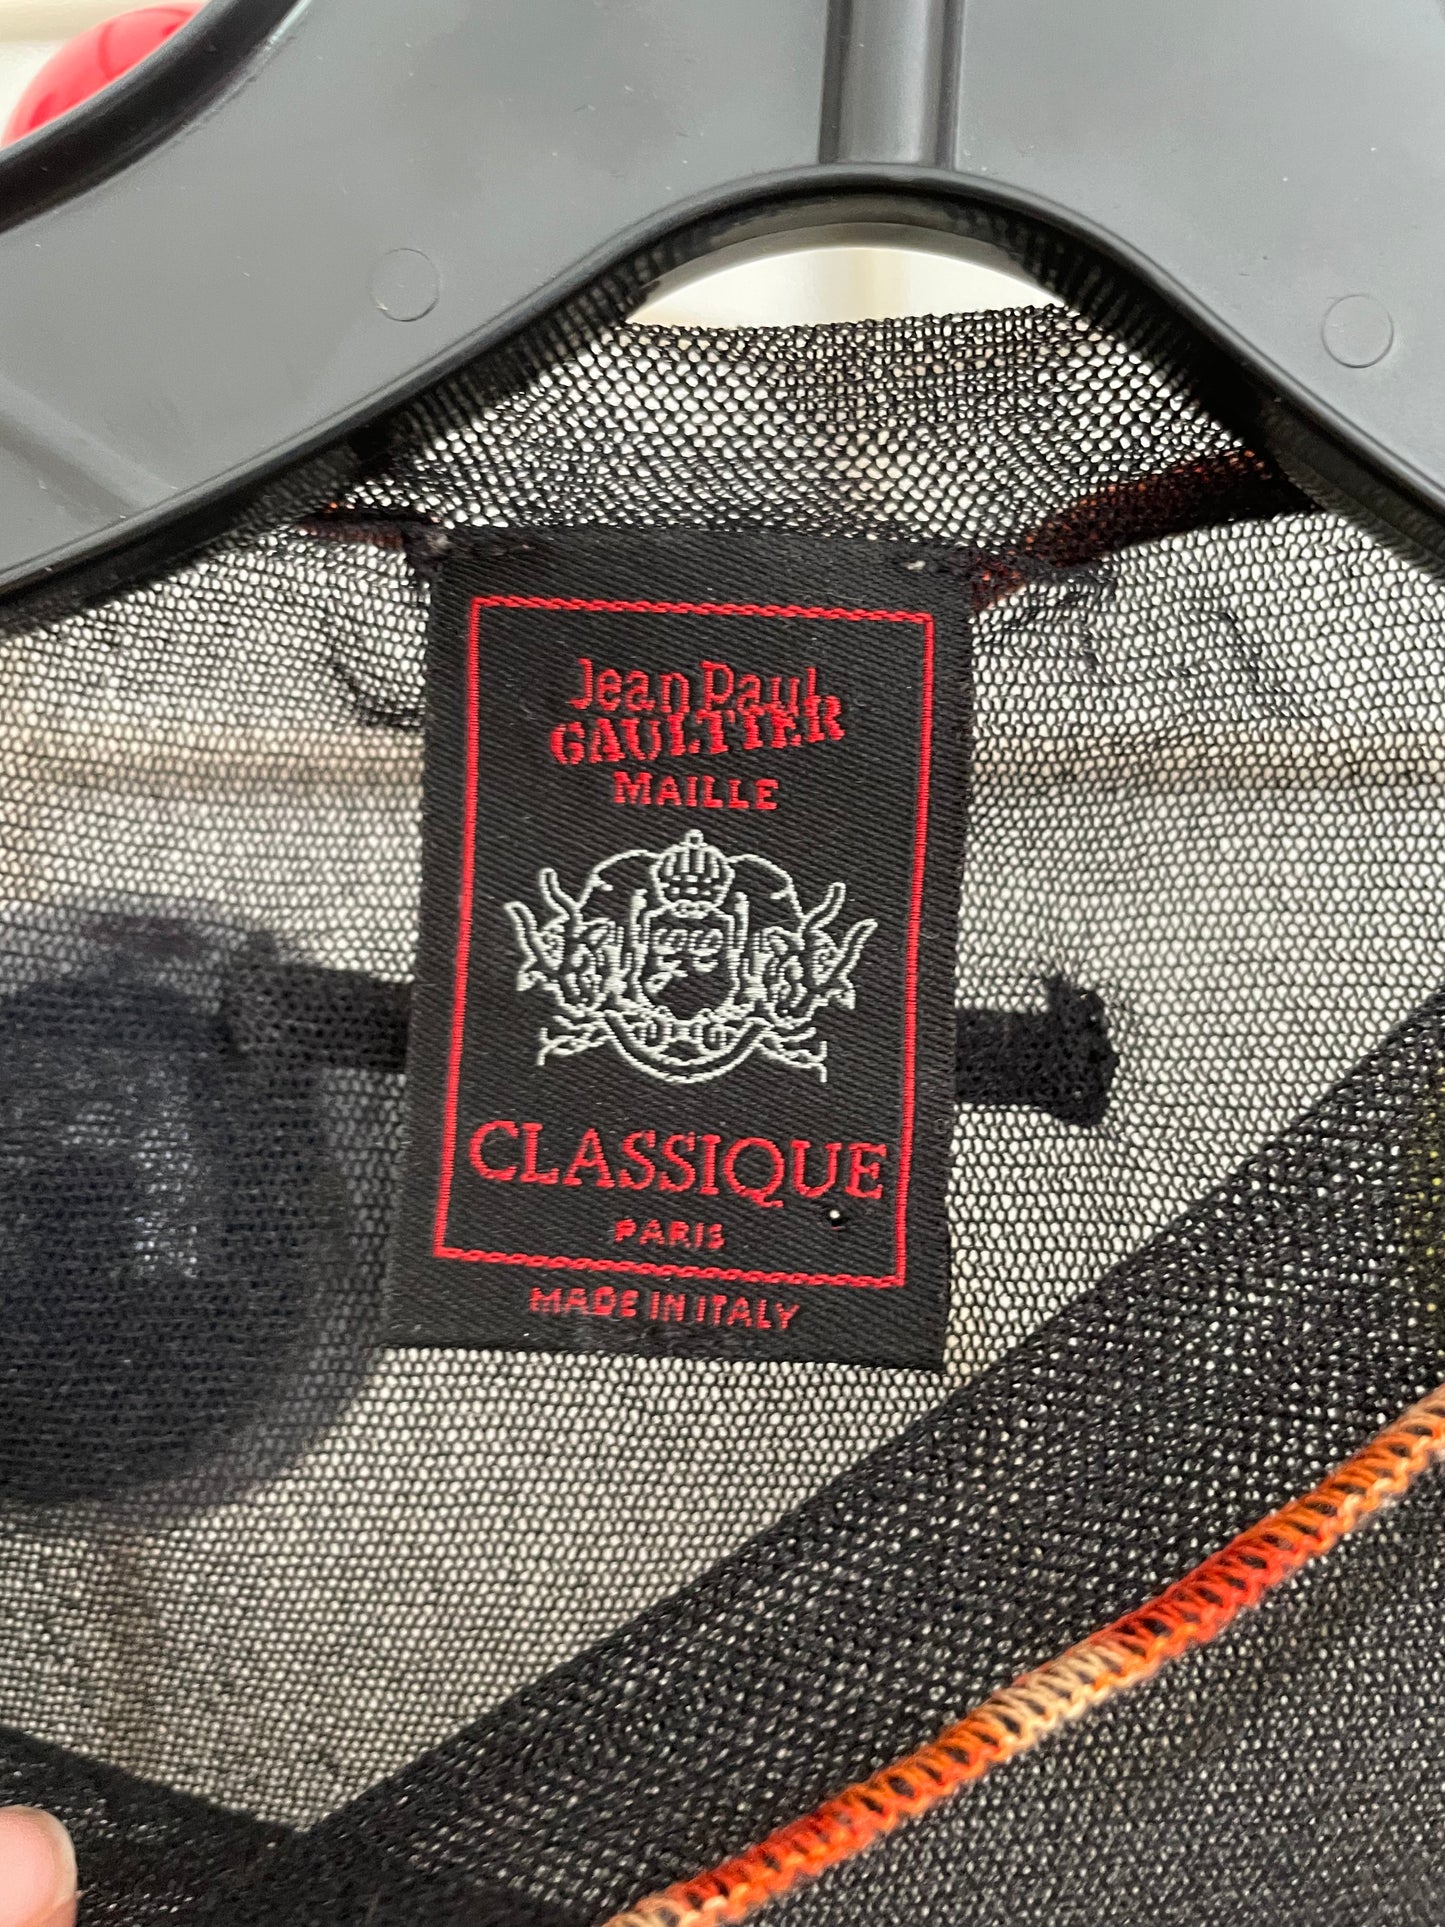 Jean Paul
GAULTIER
MAILLE
CLASSIQUE
PARIS
MADE IN ITALY